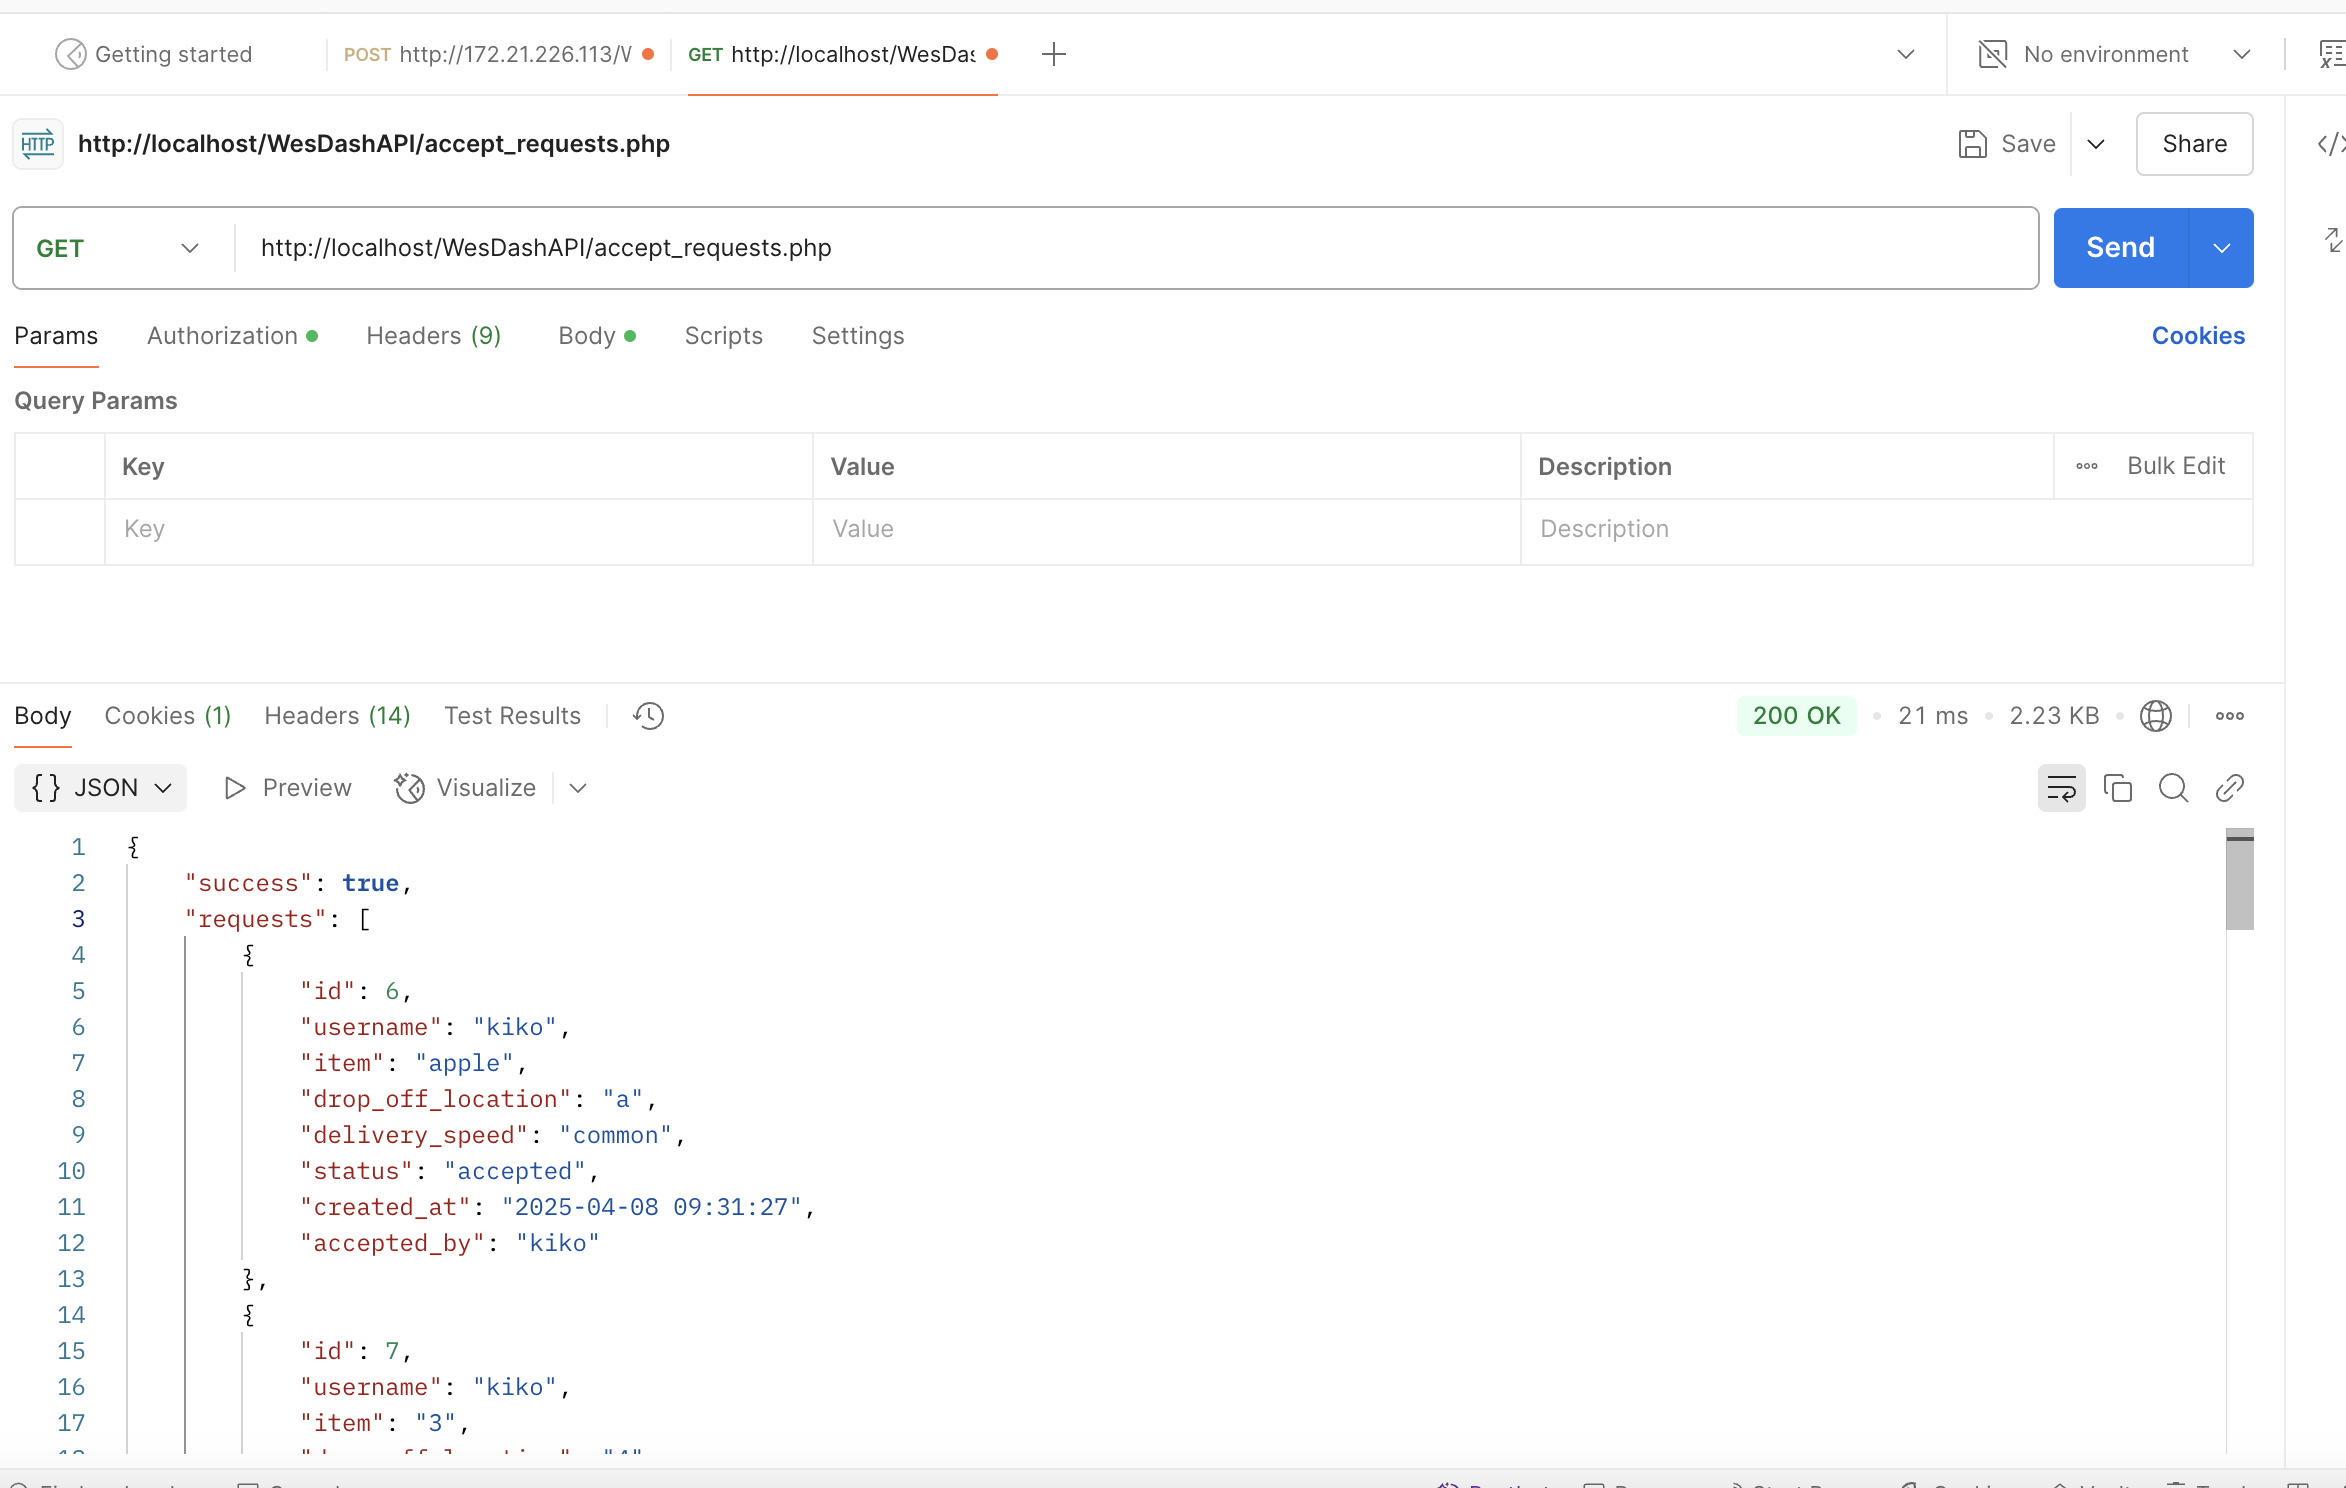 Getting started POST http://172.21.226.113/W GET http://localhost/WesDas No environment
HTTP http://localhost/WesDashAPI/accept_requests.php Save Share
GET http://localhost/WesDashAPI/accept_requests.php Send
Params Authorization Headers (9) Body Scripts Settings Cookies
Query Params
Key Value Description Bulk Edit
Key Value Description
Body Cookies (1) Headers (14) Test Results 200 OK 21 ms 2.23 KB
{} JSON Preview Visualize
1 {
2 "success": true,
3 "requests": [
4 {
5 "id": 6,
6 "username": "kiko",
7 "item": "apple",
8 "drop_off_location": "a",
9 "delivery_speed": "common",
10 "status": "accepted",
11 "created_at": "2025-04-08 09:31:27",
12 "accepted_by": "kiko"
13 },
14 {
15 "id": 7,
16 "username": "kiko",
17 "item": "3",